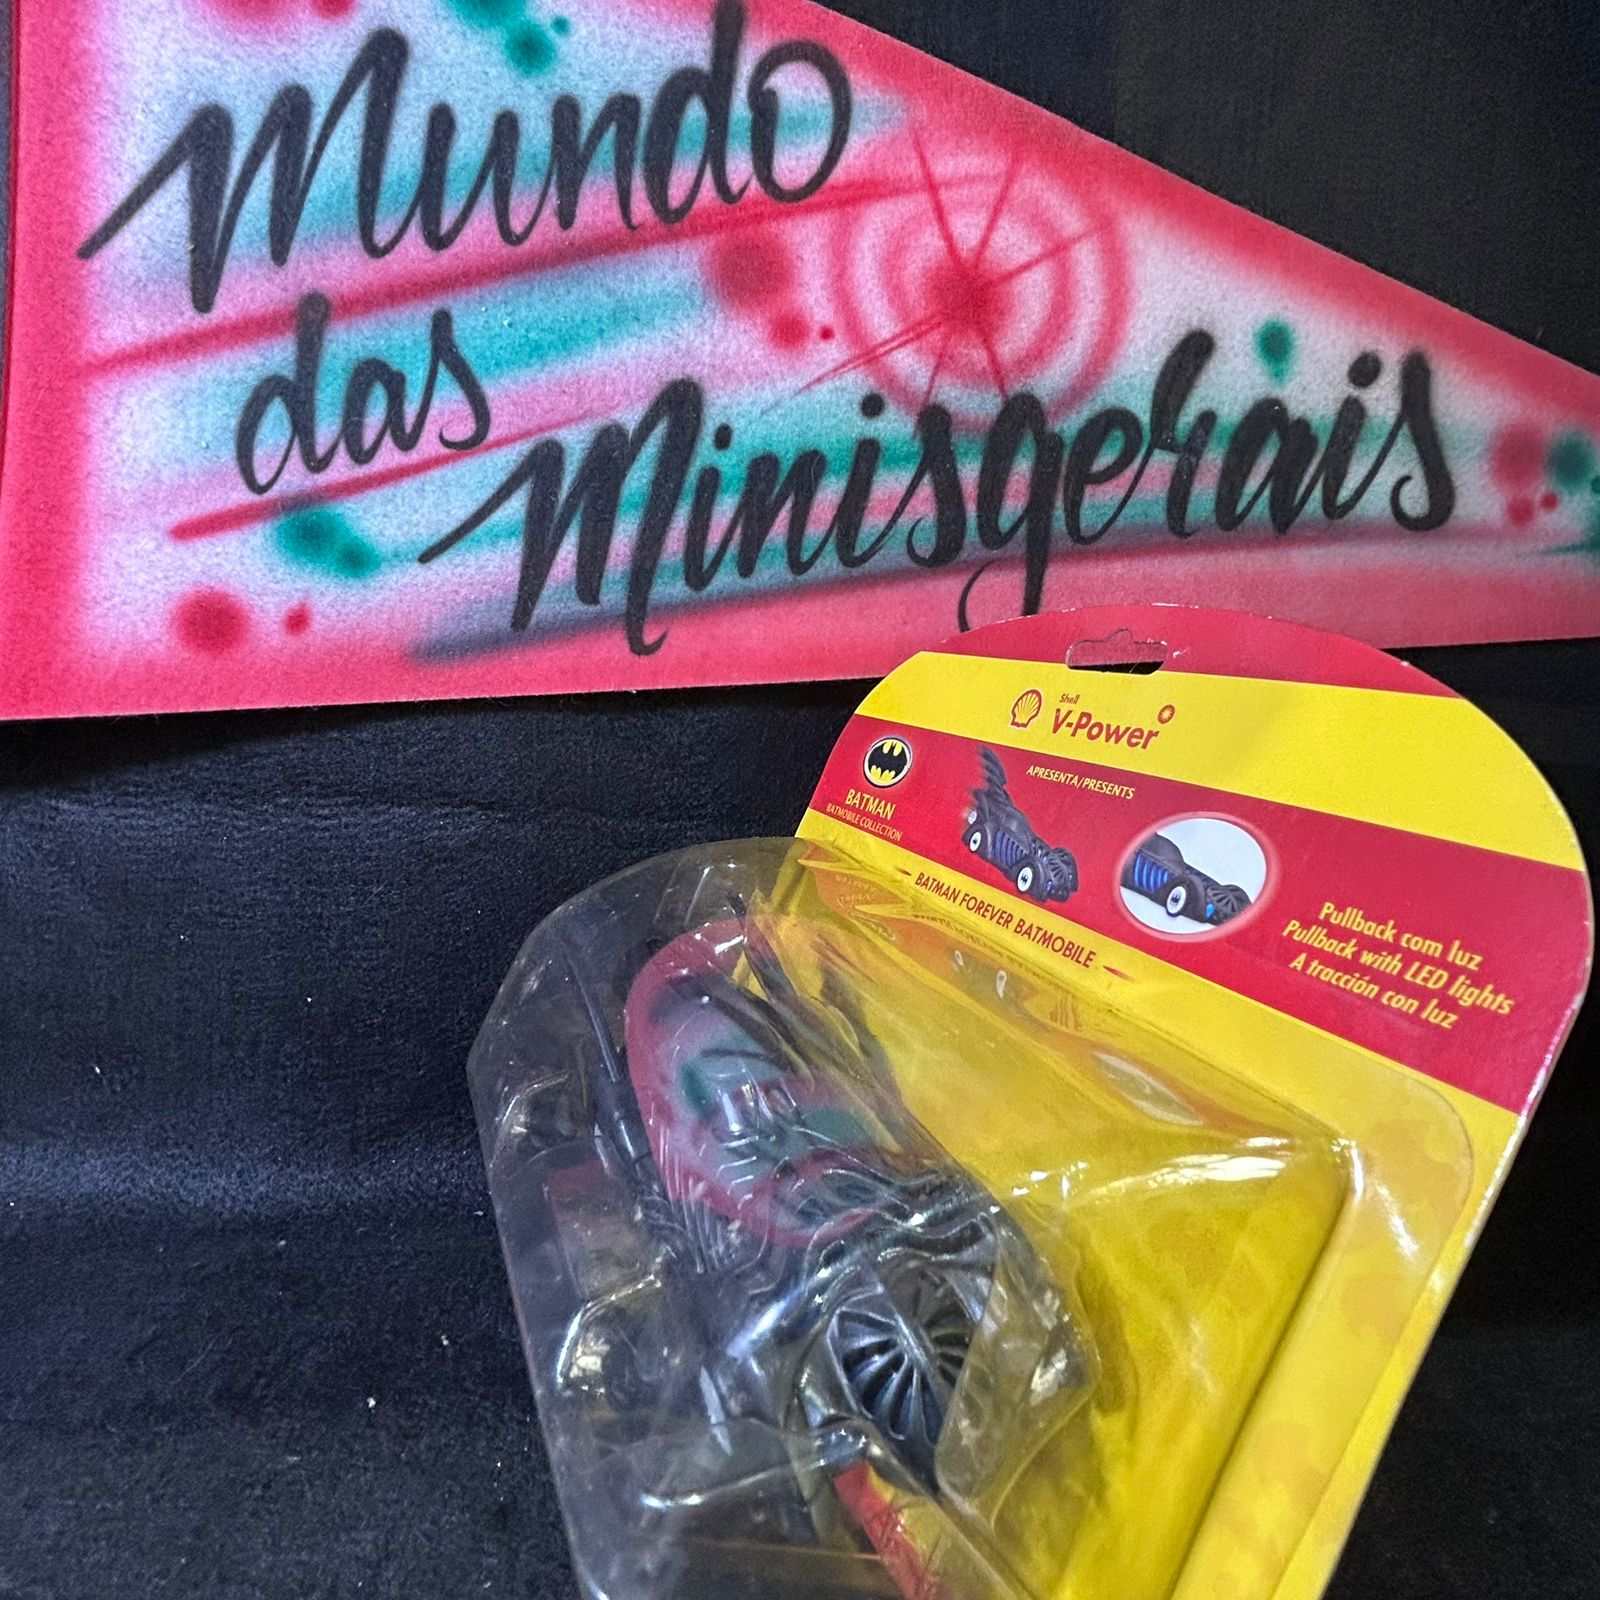 Mundo
das
Minisgerais
Shell
V-Power
APRESENTA/PRESENTS
BATMAN
BATMOBILE COLLECTION
BATMAN FOREVER BATMOBILE
Pullback com luz
Pullback with LED lights
A tracción con luz